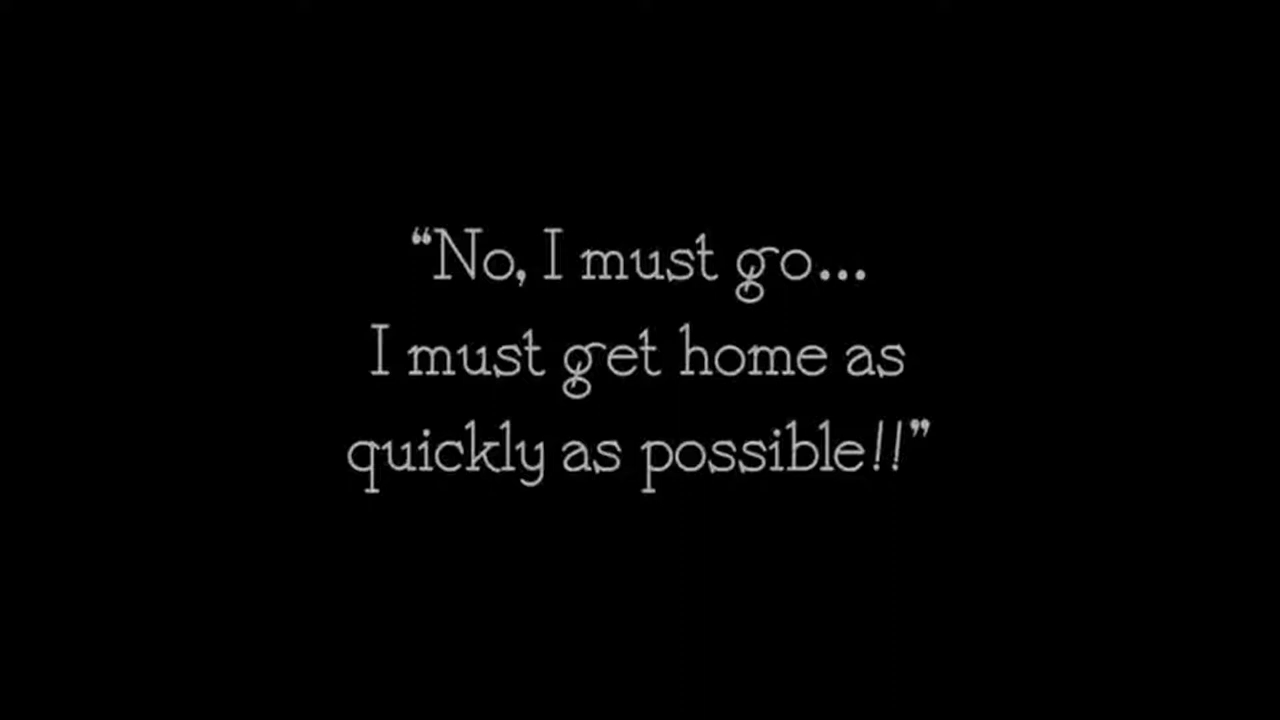 “No, I must go...
I must get home as
quickly as possible!!”